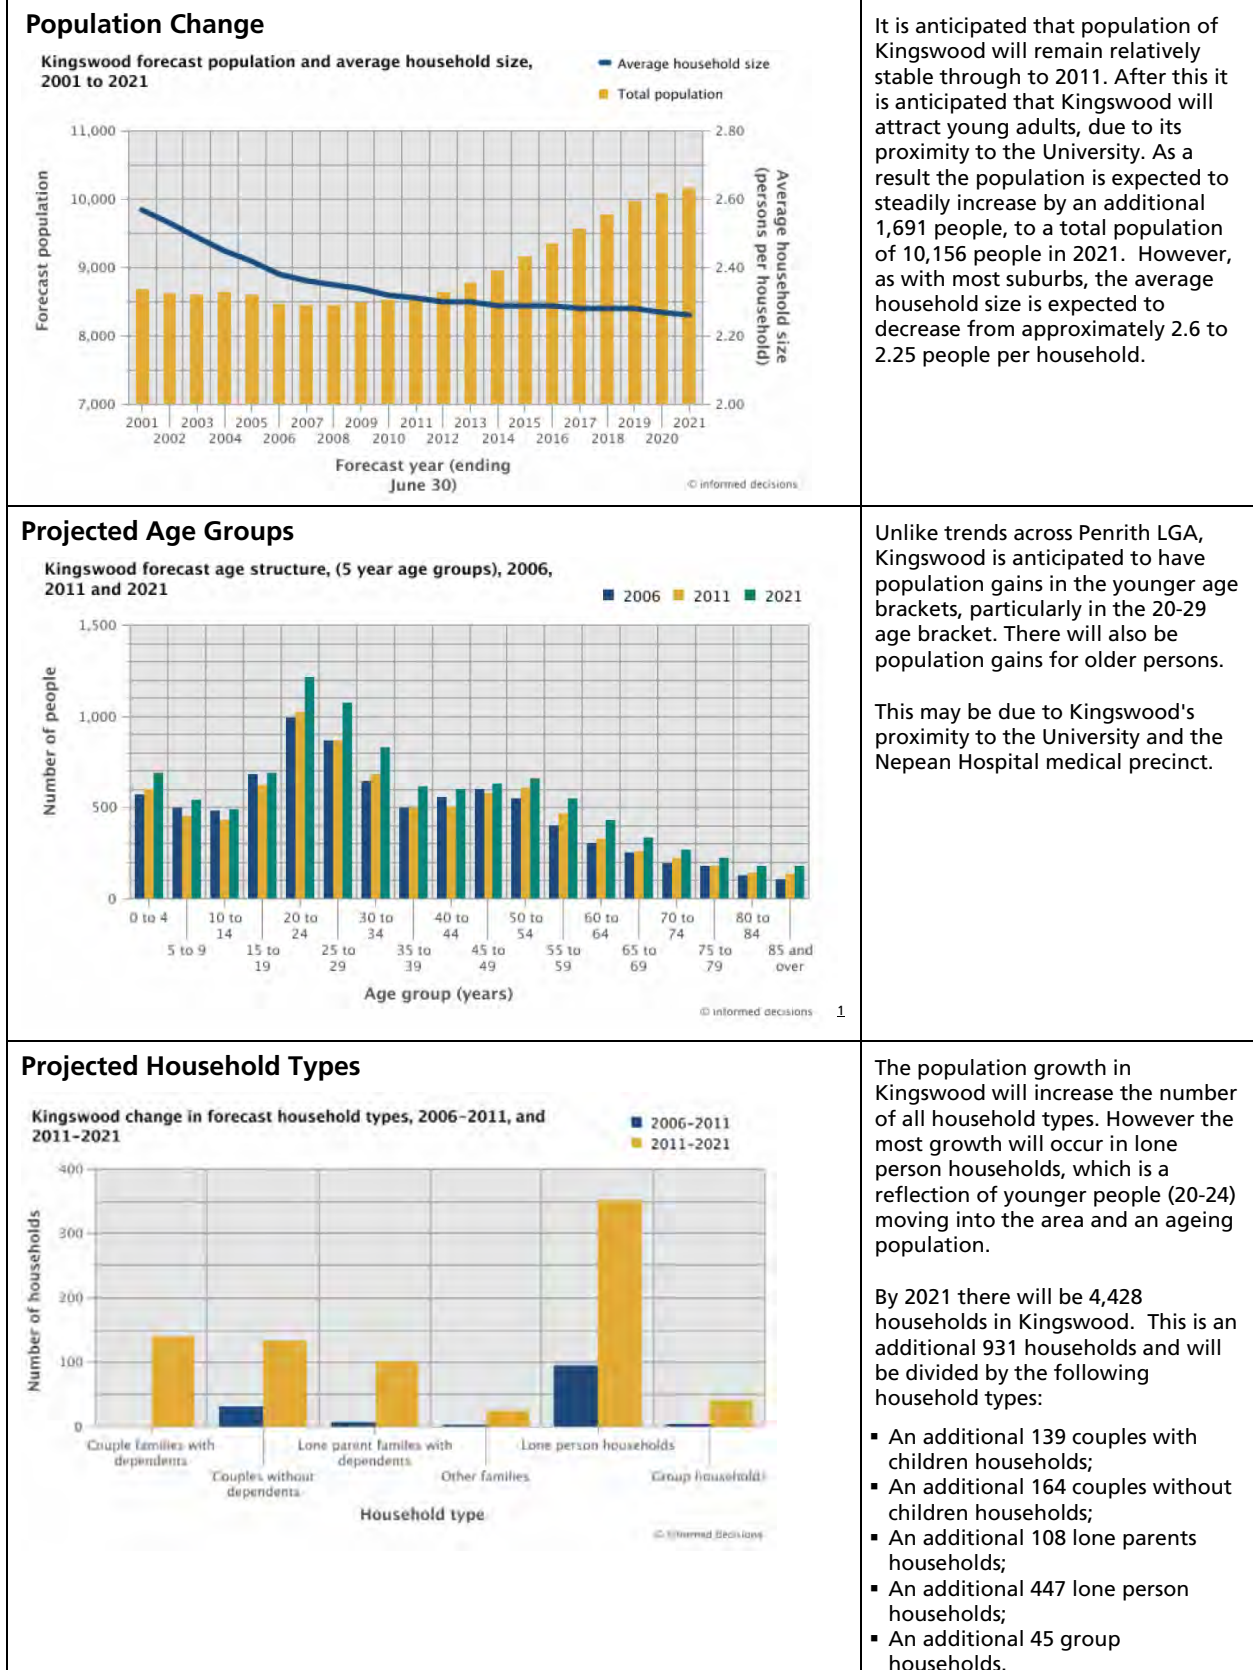 Population Change
Kingswood forecast population and average household size,
2001 to 2021
Average household size
Total population
11,000
10,000
9,000
8,000
7,000
Forecast population
2.80
2.60
2.40
2.20
2.00
Average household size
(persons per household)
2001 2003 2005 2007 2009 2011 2013 2015 2017 2019 2021
2002 2004 2006 2008 2010 2012 2014 2016 2018 2020
Forecast year (ending
June 30)
© informed decisions
It is anticipated that population of
Kingswood will remain relatively
stable through to 2011. After this it
is anticipated that Kingswood will
attract young adults, due to its
proximity to the University. As a
result the population is expected to
steadily increase by an additional
1,691 people, to a total population
of 10,156 people in 2021. However,
as with most suburbs, the average
household size is expected to
decrease from approximately 2.6 to
2.25 people per household.
Projected Age Groups
Kingswood forecast age structure, (5 year age groups), 2006,
2011 and 2021
2006 2011 2021
1,500
1,000
500
0
Number of people
0 to 4 10 to 20 to 30 to 40 to 50 to 60 to 70 to 80 to
14 24 34 44 54 64 74 84
5 to 9 15 to 25 to 35 to 45 to 55 to 65 to 75 to 85 and
19 29 39 49 59 69 79 over
Age group (years)
© informed decisions
1
Unlike trends across Penrith LGA,
Kingswood is anticipated to have
population gains in the younger age
brackets, particularly in the 20-29
age bracket. There will also be
population gains for older persons.
This may be due to Kingswood's
proximity to the University and the
Nepean Hospital medical precinct.
Projected Household Types
Kingswood change in forecast household types, 2006-2011, and
2011-2021
2006-2011
2011-2021
400
300
200
100
0
Number of households
Couple families with Lone parent familes with Lone person households
dependents dependents
Couples without Other families Group households
dependents
Household type
© Informed Decisions
The population growth in
Kingswood will increase the number
of all household types. However the
most growth will occur in lone
person households, which is a
reflection of younger people (20-24)
moving into the area and an ageing
population.
By 2021 there will be 4,428
households in Kingswood. This is an
additional 931 households and will
be divided by the following
household types:
▪ An additional 139 couples with
children households;
▪ An additional 164 couples without
children households;
▪ An additional 108 lone parents
households;
▪ An additional 447 lone person
households;
▪ An additional 45 group
households.